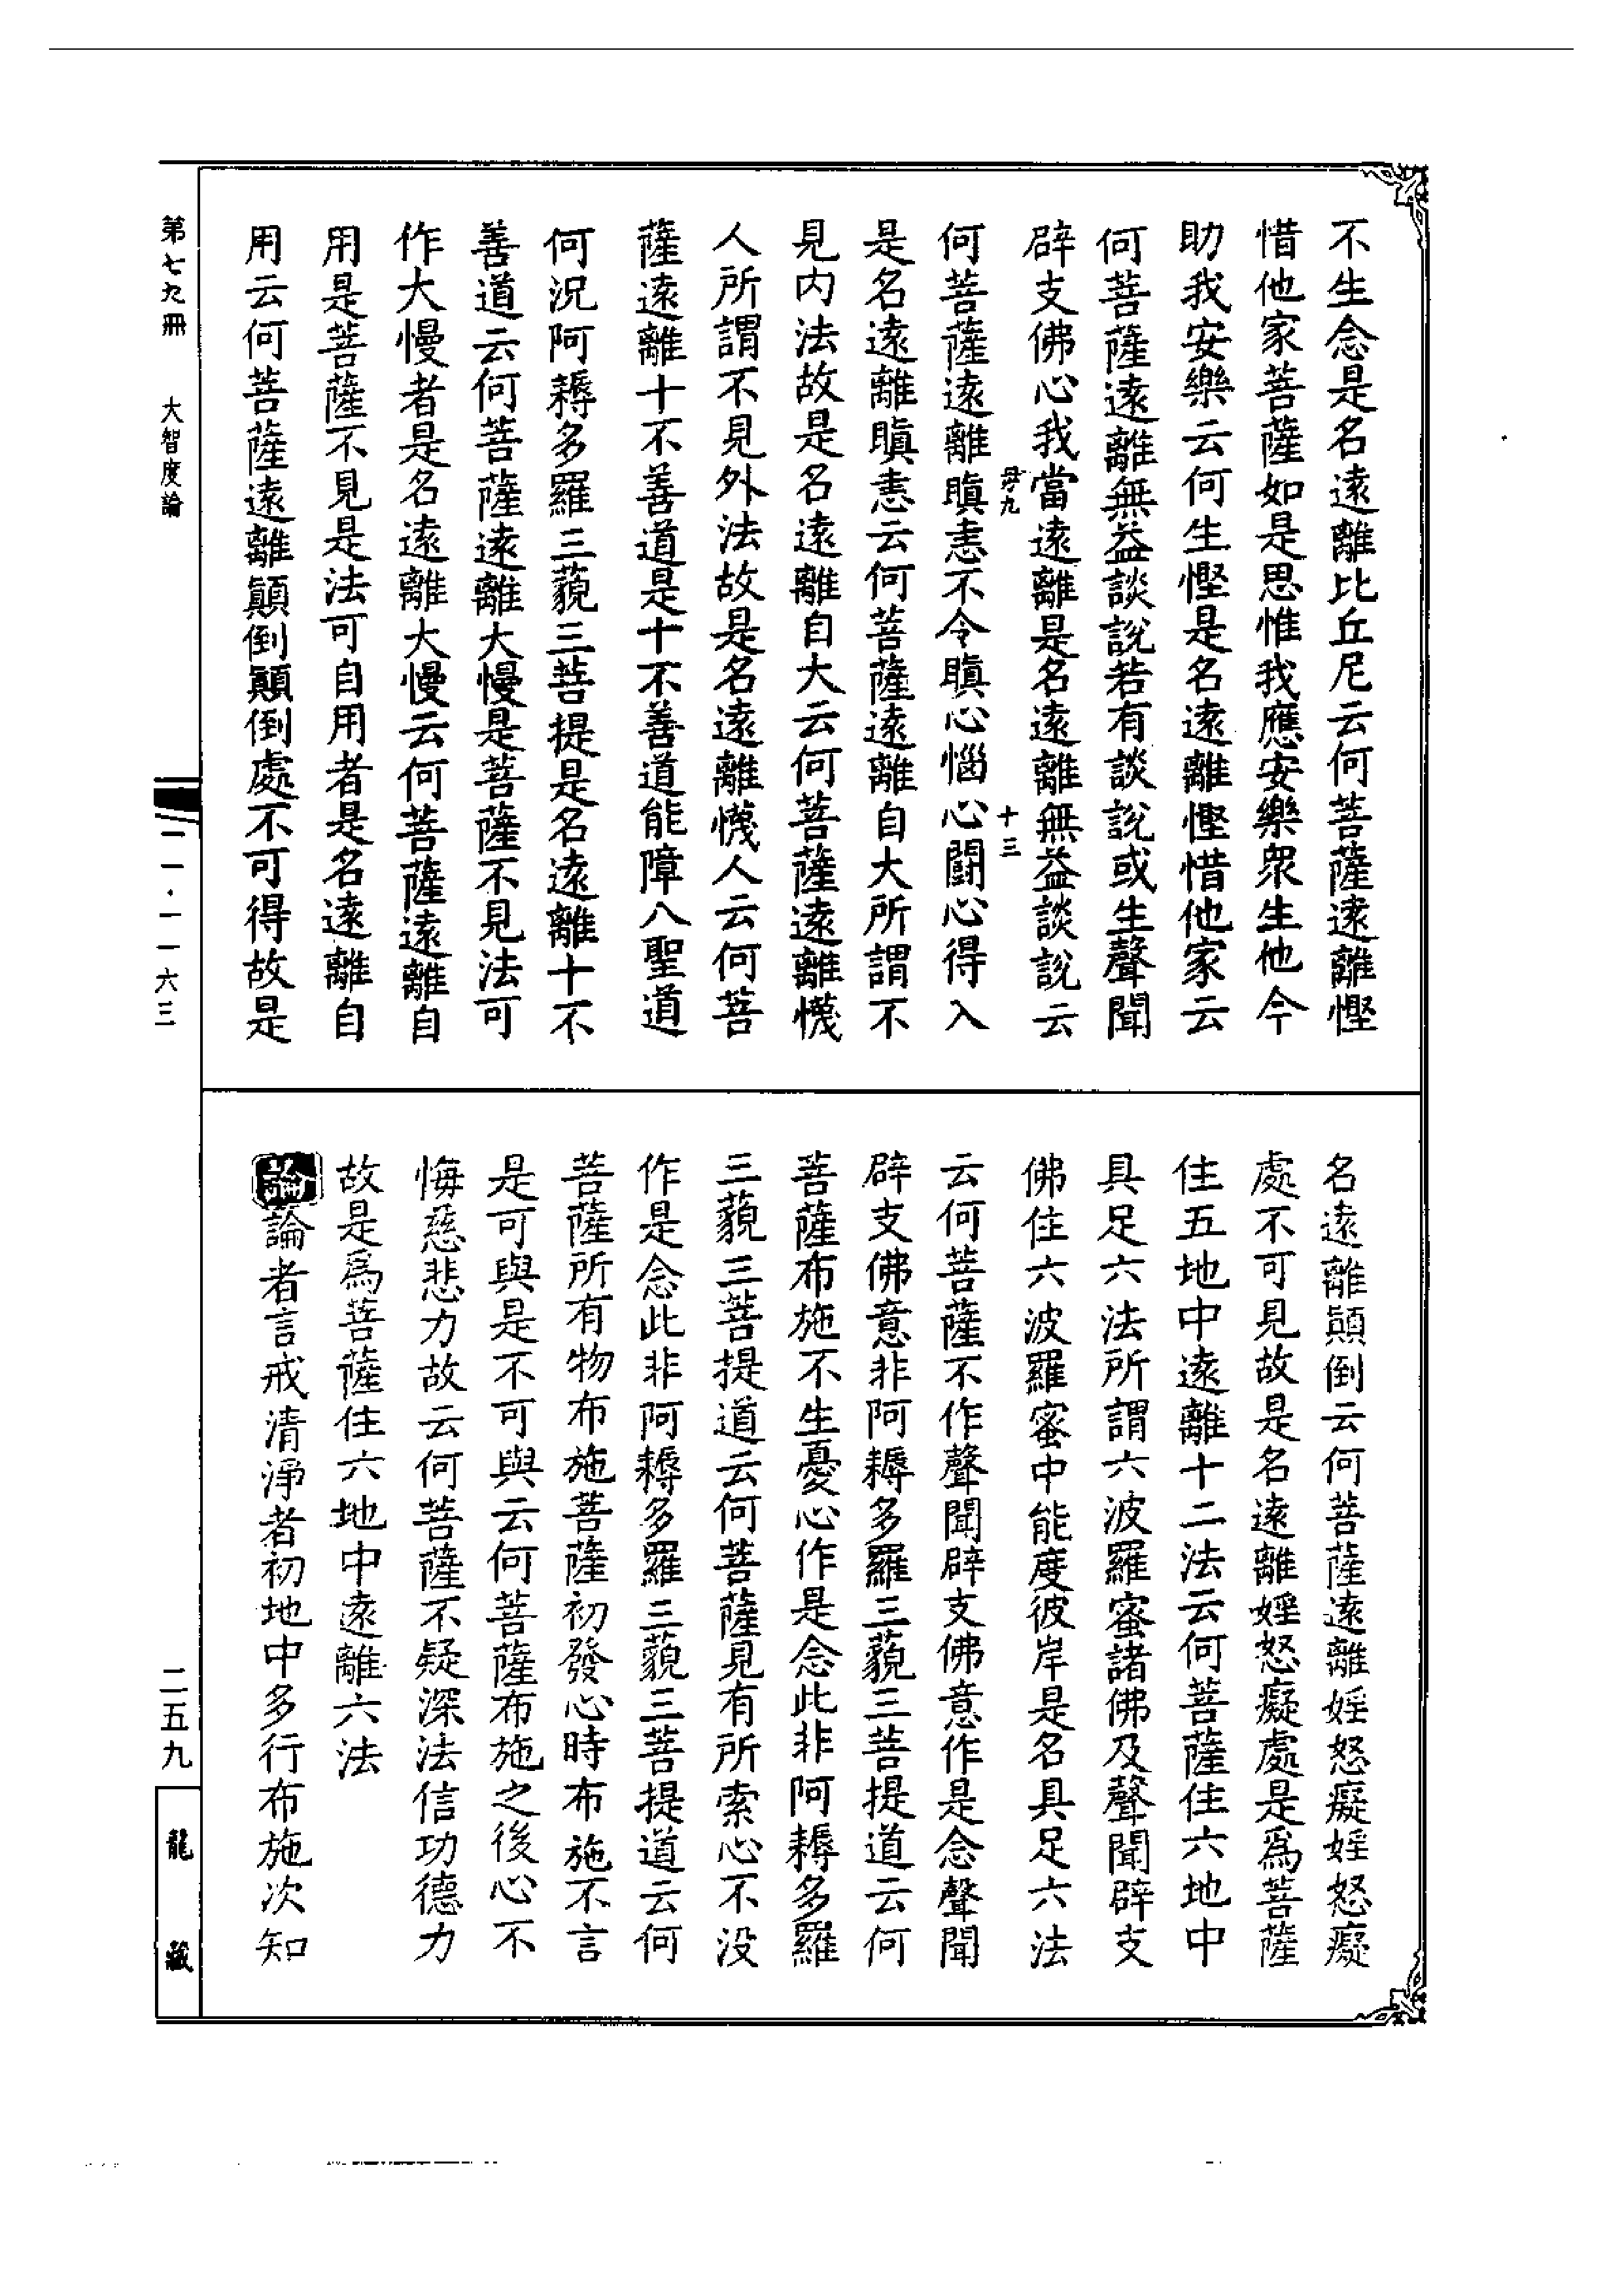 不生念是名遠離比丘尼云何菩薩遠離慳
惜他家菩薩如是思惟我應安樂眾生他今
助我安樂云何生慳是名遠離慳惜他家云
何菩薩遠離無益談說若有談說或生聲聞
辟支佛心我當遠離是名遠離無益談說云
毋九 十三
何菩薩遠離瞋恚不令瞋心惱心鬬心得入
是名遠離瞋恚云何菩薩遠離自大所謂不
見內法故是名遠離自大云何菩薩遠離懱
人所謂不見外法故是名遠離懱人云何菩
薩遠離十不善道是十不善道能障八聖道
何況阿耨多羅三藐三菩提是名遠離十不
善道云何菩薩遠離大慢是菩薩不見法可
作大慢者是名遠離大慢云何菩薩遠離自
用是菩薩不見是法可自用者是名遠離自
用云何菩薩遠離顛倒顛倒處不可得故是
名遠離顛倒云何菩薩遠離婬怒癡婬怒癡
處不可見故是名遠離婬怒癡處是為菩薩
住五地中遠離十二法云何菩薩住六地中
具足六法所謂六波羅蜜諸佛及聲聞辟支
佛住六波羅蜜中能度彼岸是名具足六法
云何菩薩不作聲聞辟支佛意作是念聲聞
辟支佛意非阿耨多羅三藐三菩提道云何
菩薩布施不生憂心作是念此非阿耨多羅
三藐三菩提道云何菩薩見有所索心不沒
作是念此非阿耨多羅三藐三菩提道云何
菩薩所有物布施菩薩初發心時布施不言
是可與是不可與云何菩薩布施之後心不
悔慈悲力故云何菩薩不疑深法信功德力
故是為菩薩住六地中遠離六法
論論者言戒清淨者初地中多行布施次知
第七九冊 大智度論
一一·一一六三
二五九
龍藏